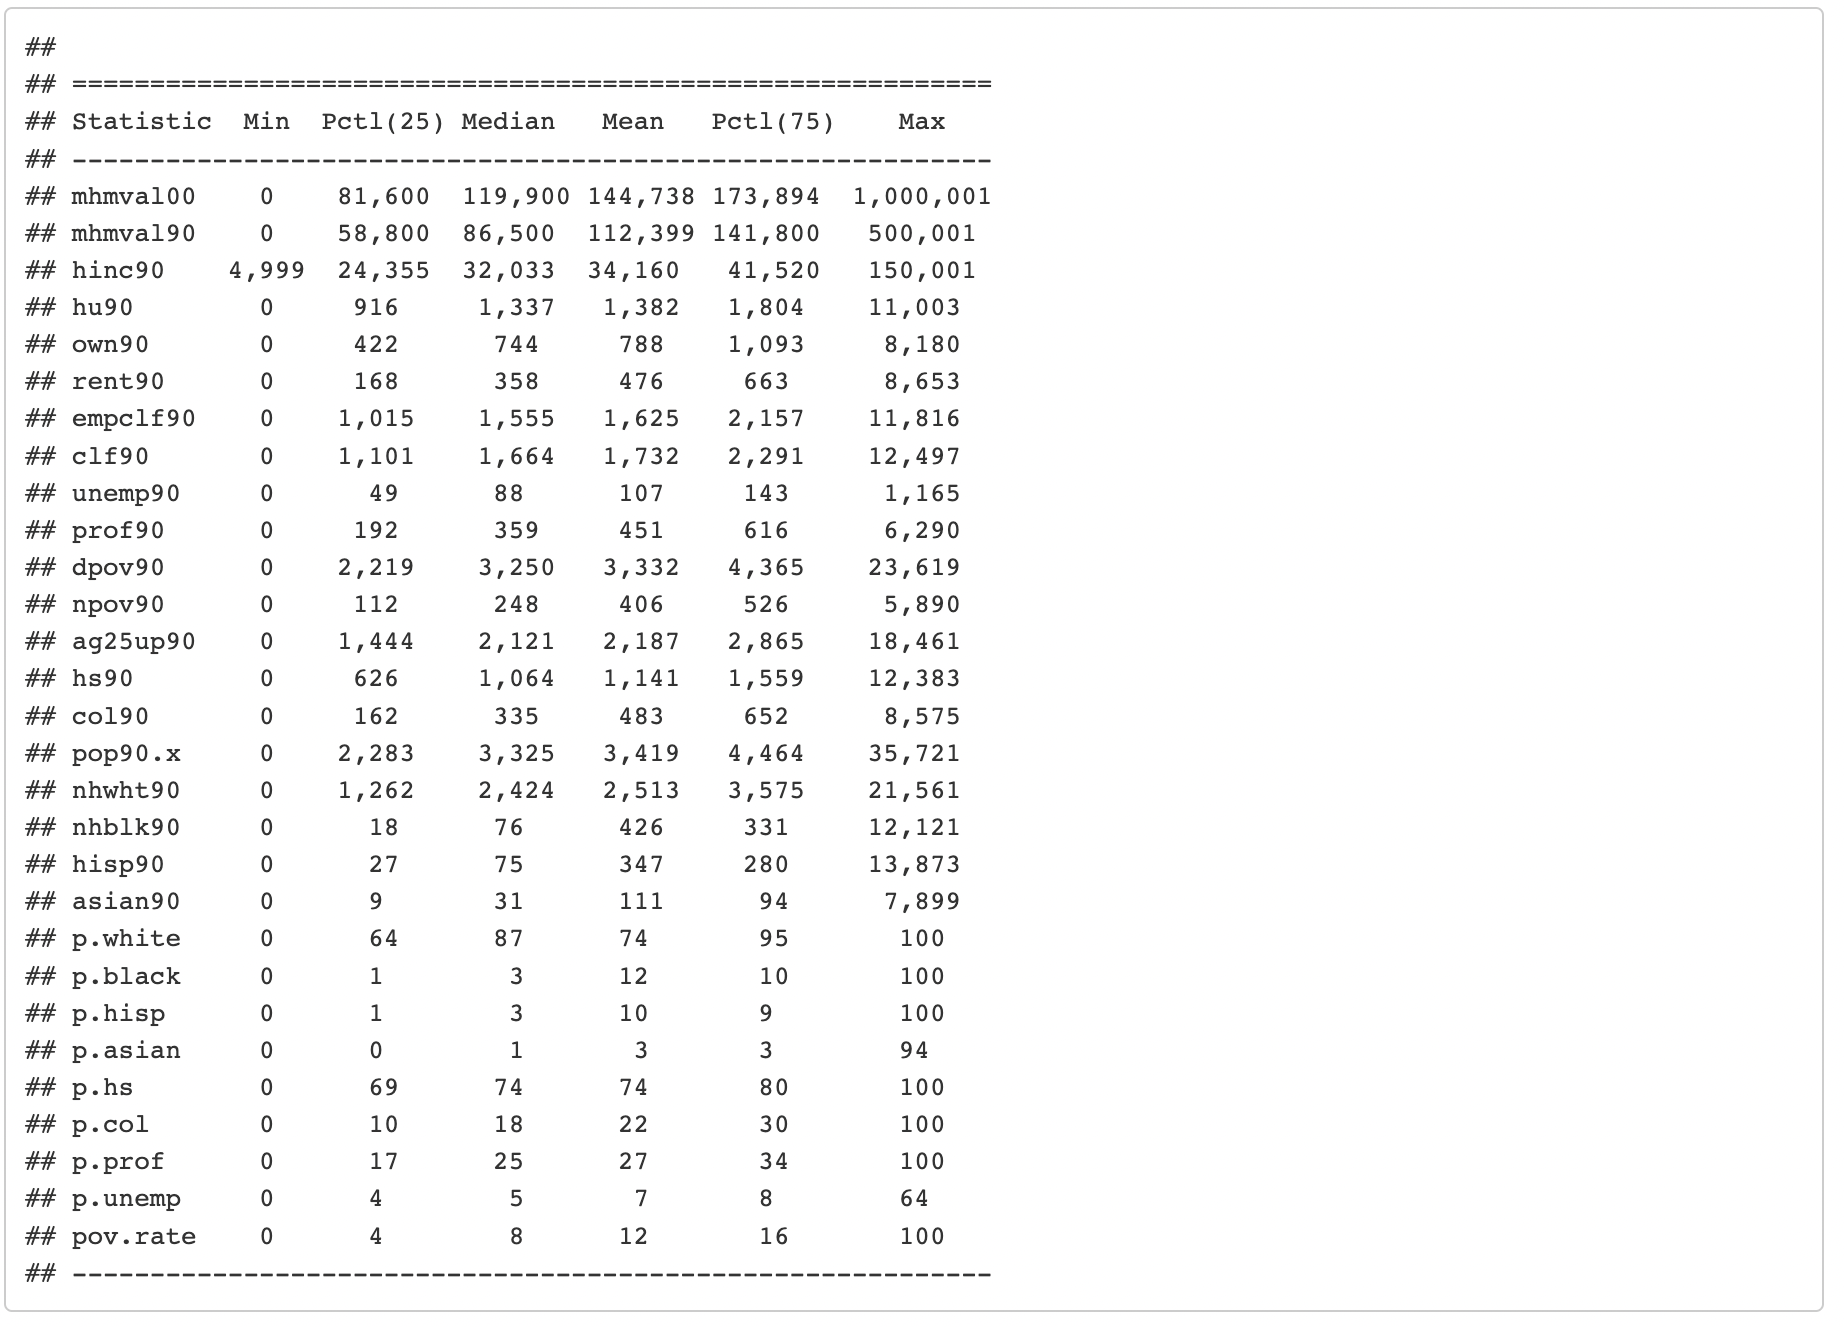 ##
## ===========================================================
## Statistic  Min  Pctl(25) Median   Mean   Pctl(75)    Max
## -----------------------------------------------------------
## mhmval00    0    81,600  119,900 144,738 173,894  1,000,001
## mhmval90    0    58,800  86,500  112,399 141,800   500,001
## hinc90    4,999  24,355  32,033  34,160   41,520   150,001
## hu90        0     916     1,337   1,382   1,804    11,003
## own90       0     422      744     788    1,093     8,180
## rent90      0     168      358     476     663      8,653
## empclf90    0    1,015    1,555   1,625   2,157    11,816
## clf90       0    1,101    1,664   1,732   2,291    12,497
## unemp90     0      49      88      107     143      1,165
## prof90      0     192      359     451     616      6,290
## dpov90      0    2,219    3,250   3,332   4,365    23,619
## npov90      0     112      248     406     526      5,890
## ag25up90    0    1,444    2,121   2,187   2,865    18,461
## hs90        0     626     1,064   1,141   1,559    12,383
## col90       0     162      335     483     652      8,575
## pop90.x     0    2,283    3,325   3,419   4,464    35,721
## nhwht90     0    1,262    2,424   2,513   3,575    21,561
## nhblk90     0      18      76      426     331     12,121
## hisp90      0      27      75      347     280     13,873
## asian90     0      9       31      111      94      7,899
## p.white     0      64      87      74       95       100
## p.black     0      1        3      12       10       100
## p.hisp      0      1        3      10       9        100
## p.asian     0      0        1       3       3        94
## p.hs        0      69      74      74       80       100
## p.col       0      10      18      22       30       100
## p.prof      0      17      25      27       34       100
## p.unemp     0      4        5       7       8        64
## pov.rate    0      4        8      12       16       100
## -----------------------------------------------------------